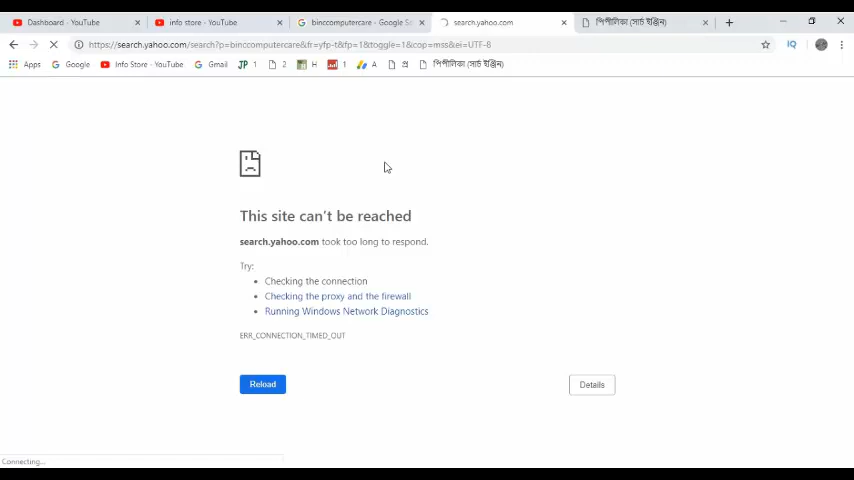 Dashboard - YouTube
info store - YouTube
binccomputercare - Google Se
search.yahoo.com
পিপীলিকা (সার্চ ইঞ্জিন)
https://search.yahoo.com/search?p=binccomputercare&fr=yfp-t&fp=1&toggle=1&cop=mss&ei=UTF-8
IQ
Apps Google Info Store - YouTube Gmail JP 1 2 H 1 A প্র পিপীলিকা (সার্চ ইঞ্জিন)
This site can't be reached
search.yahoo.com took too long to respond.
Try:
• Checking the connection
• Checking the proxy and the firewall
• Running Windows Network Diagnostics
ERR_CONNECTION_TIMED_OUT
Reload
Details
Connecting...